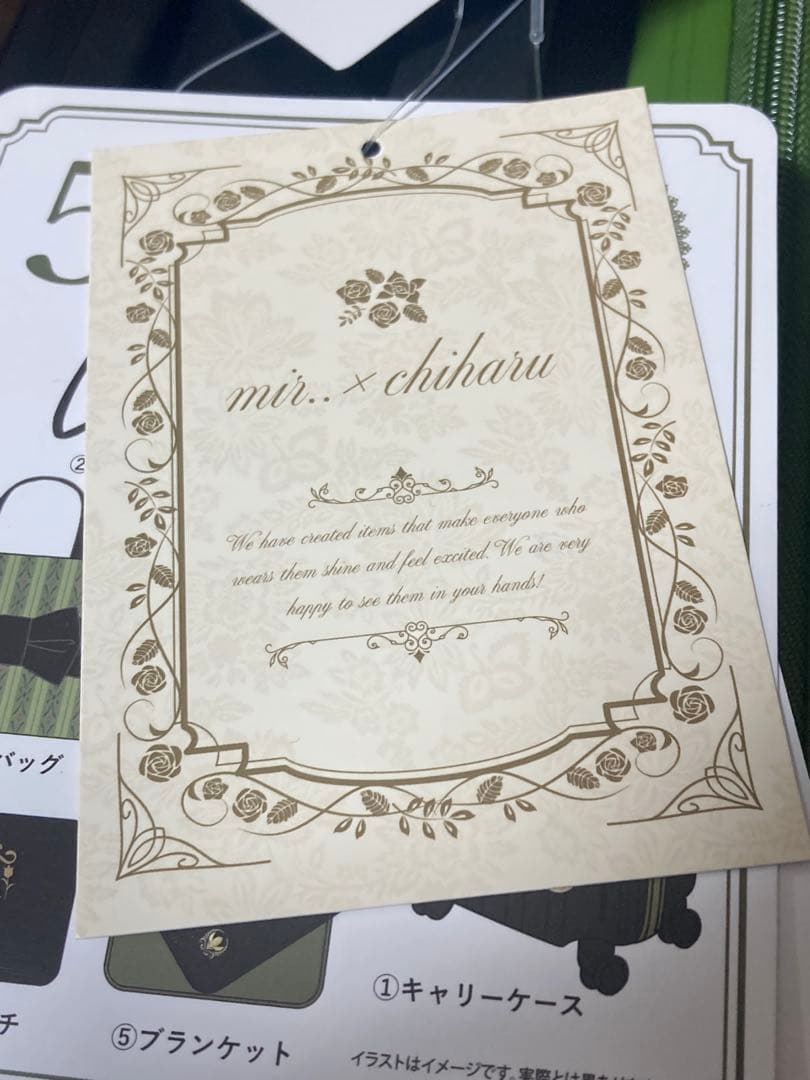 5
mir..×chiharu
We have created items that make everyone who
wears them shine and feel excited. We are very
happy to see them in your hands!
②
バッグ
チ
①キャリーケース
⑤ブランケット
イラストはイメージです。実際とは異